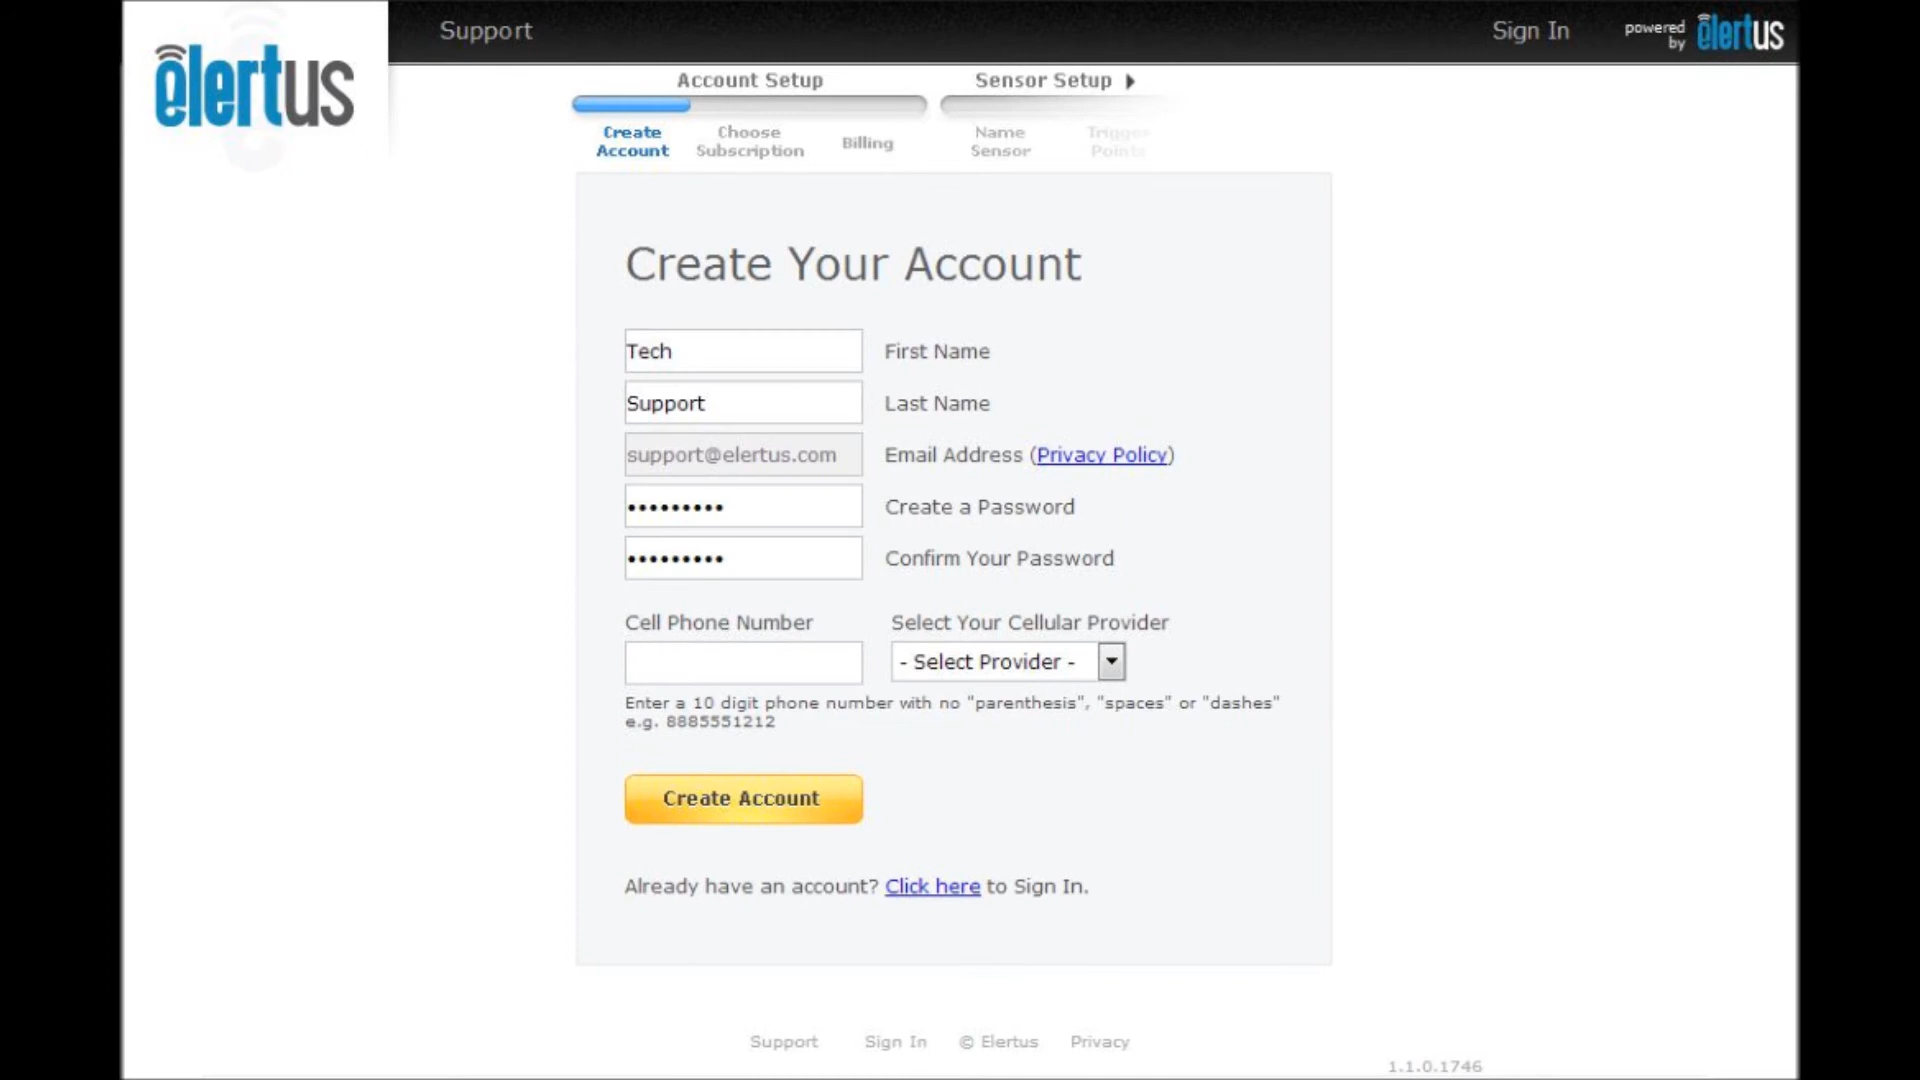 elertus
Support
Sign In
powered by elertus
Account Setup
Sensor Setup
Create Account
Choose Subscription
Billing
Name Sensor
Trigger Points
Create Your Account
Tech
First Name
Support
Last Name
support@elertus.com
Email Address (Privacy Policy)
•••••••••
Create a Password
•••••••••
Confirm Your Password
Cell Phone Number
Select Your Cellular Provider
- Select Provider -
Enter a 10 digit phone number with no "parenthesis", "spaces" or "dashes"
e.g. 8885551212
Create Account
Already have an account? Click here to Sign In.
Support
Sign In
© Elertus
Privacy
1.1.0.1746